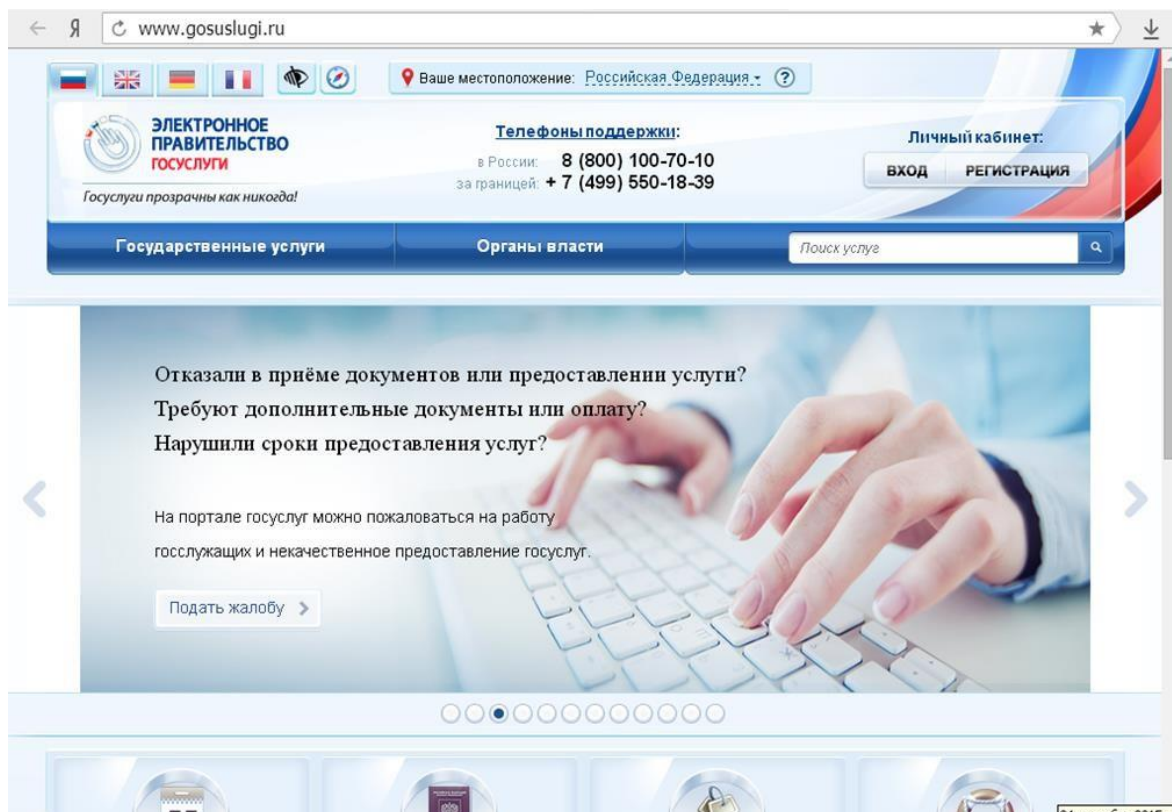 Я www.gosuslugi.ru
Ваше местоположение: Российская Федерация ?
ЭЛЕКТРОННОЕ
ПРАВИТЕЛЬСТВО
ГОСУСЛУГИ
Госуслуги прозрачны как никогда!
Телефоны поддержки:
в России: 8 (800) 100-70-10
за границей: + 7 (499) 550-18-39
Личный кабинет:
ВХОД РЕГИСТРАЦИЯ
Государственные услуги Органы власти Поиск услуг
Отказали в приёме документов или предоставлении услуги?
Требуют дополнительные документы или оплату?
Нарушили сроки предоставления услуг?
На портале госуслуг можно пожаловаться на работу
госслужащих и некачественное предоставление госуслуг.
Подать жалобу